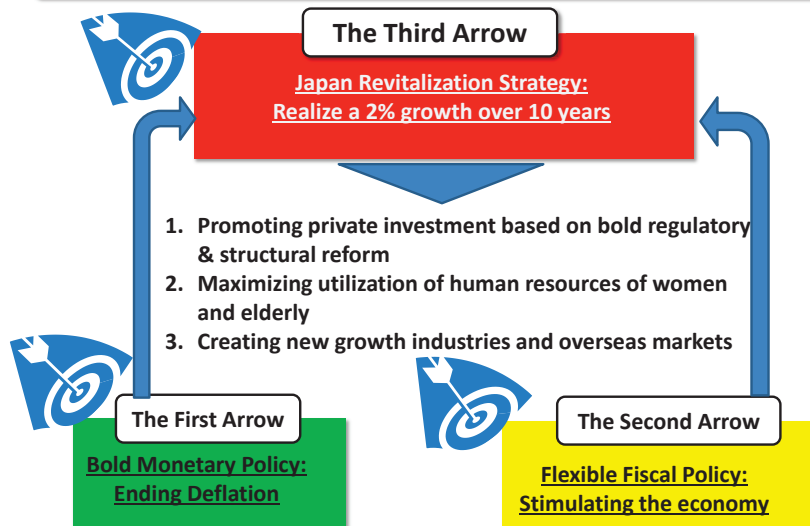 The Third Arrow
Japan Revitalization Strategy:
Realize a 2% growth over 10 years
1. Promoting private investment based on bold regulatory
& structural reform
2. Maximizing utilization of human resources of women
and elderly
3. Creating new growth industries and overseas markets
The First Arrow
Bold Monetary Policy:
Ending Deflation
The Second Arrow
Flexible Fiscal Policy:
Stimulating the economy